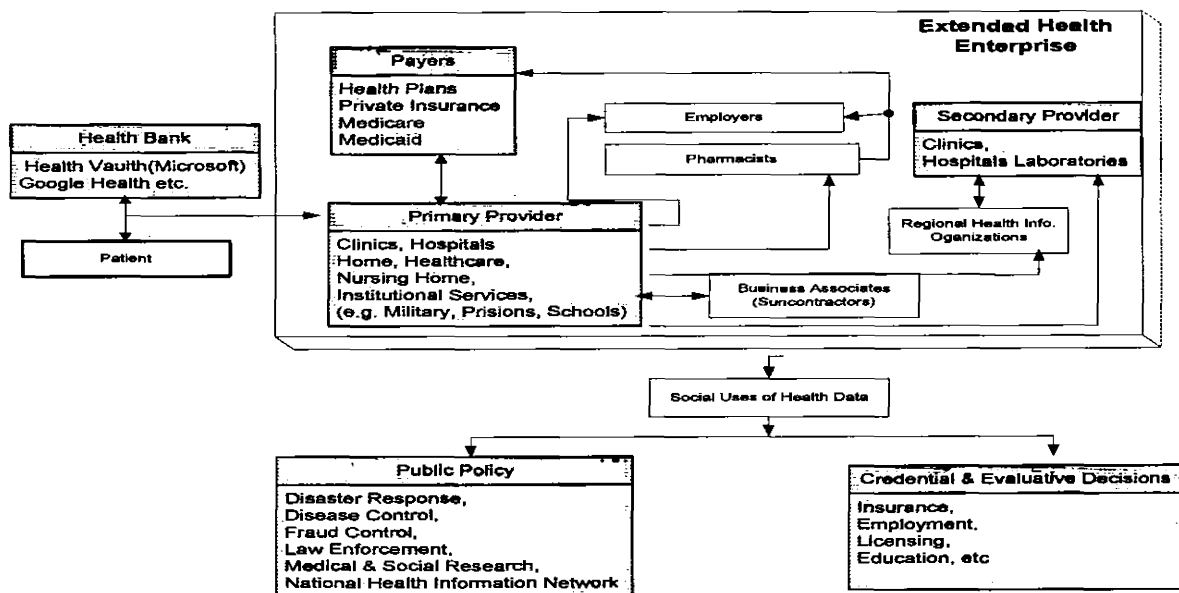 Extended Health
Enterprise
Payers
Health Plans
Private Insurance
Medicare
Medicaid
Employers
Pharmacists
Secondary Provider
Clinics,
Hospitals Laboratories
Health Bank
Health Vaulth(Microsoft)
Google Health etc.
Patient
Primary Provider
Clinics, Hospitals
Home, Healthcare,
Nursing Home,
Institutional Services,
(e.g. Military, Prisions, Schools)
Regional Health Info.
Oganizations
Business Associates
(Suncontractors)
Social Uses of Health Data
Public Policy
Disaster Response,
Disease Control,
Fraud Control,
Law Enforcement,
Medical & Social Research,
National Health Information Network
Credential & Evaluative Decisions
Insurance,
Employment,
Licensing,
Education, etc